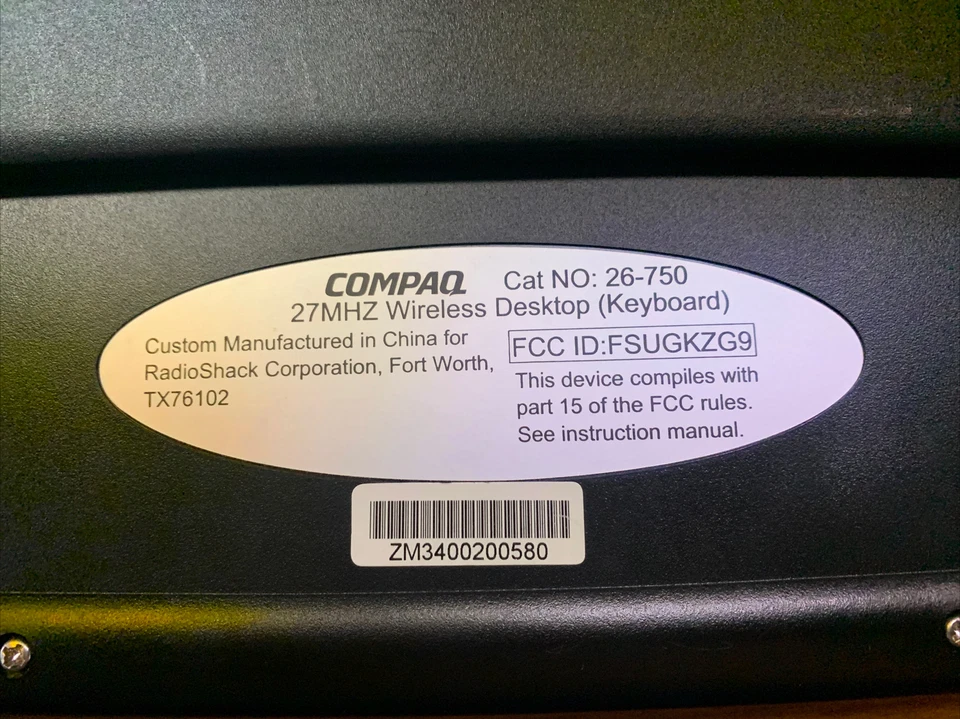 COMPAQ Cat NO: 26-750
27MHZ Wireless Desktop (Keyboard)
Custom Manufactured in China for
RadioShack Corporation, Fort Worth,
TX76102
FCC ID:FSUGKZG9
This device compiles with
part 15 of the FCC rules.
See instruction manual.
ZM3400200580